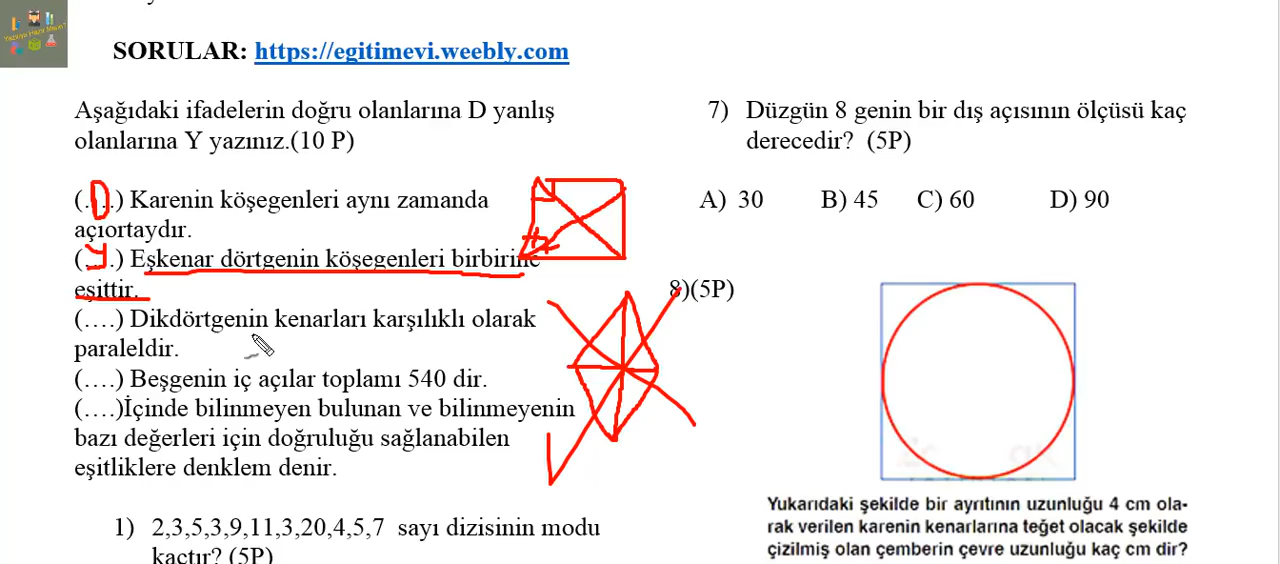 Yazılıya Hazır Mısın?
SORULAR: https://egitimevi.weebly.com
Aşağıdaki ifadelerin doğru olanlarına D yanlış
olanlarına Y yazınız.(10 P)
(.D..) Karenin köşegenleri aynı zamanda
açıortaydır.
(.Y..) Eşkenar dörtgenin köşegenleri birbirine
eşittir.
(....) Dikdörtgenin kenarları karşılıklı olarak
paraleldir.
(....) Beşgenin iç açılar toplamı 540 dir.
(....)İçinde bilinmeyen bulunan ve bilinmeyenin
bazı değerleri için doğruluğu sağlanabilen
eşitliklere denklem denir.
1) 2,3,5,3,9,11,3,20,4,5,7 sayı dizisinin modu
kaçtır? (5P)
7) Düzgün 8 genin bir dış açısının ölçüsü kaç
derecedir? (5P)
A) 30 B) 45 C) 60 D) 90
8)(5P)
Yukarıdaki şekilde bir ayrıtının uzunluğu 4 cm ola-
rak verilen karenin kenarlarına teğet olacak şekilde
çizilmiş olan çemberin çevre uzunluğu kaç cm dir?